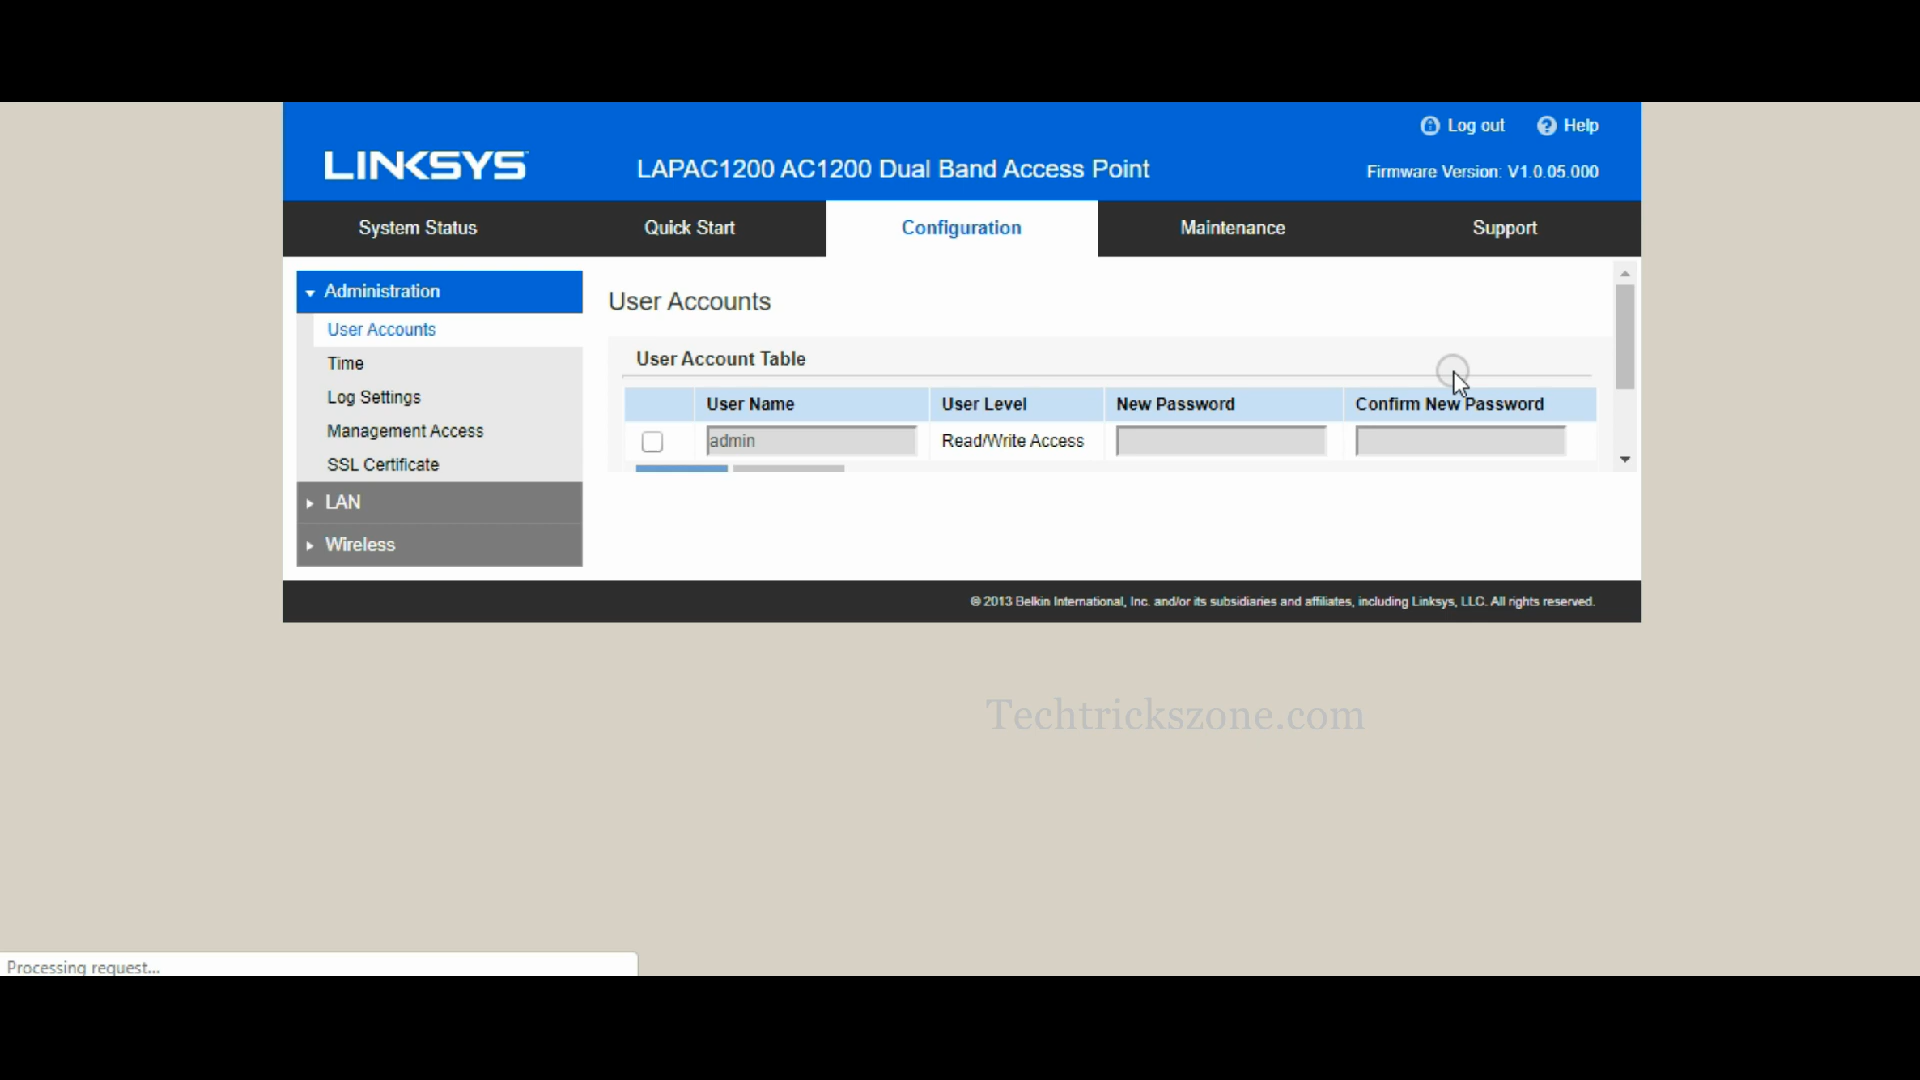 Log out Help
LINKSYS LAPAC1200 AC1200 Dual Band Access Point Firmware Version: V1.0.05.000
System Status Quick Start Configuration Maintenance Support
Administration
User Accounts
Time
Log Settings
Management Access
SSL Certificate
LAN
Wireless
User Accounts
User Account Table
User Name User Level New Password Confirm New Password
admin Read/Write Access
© 2013 Belkin International, Inc. and/or its subsidiaries and affiliates, including Linksys, LLC. All rights reserved.
Techtrickszone.com
Processing request...